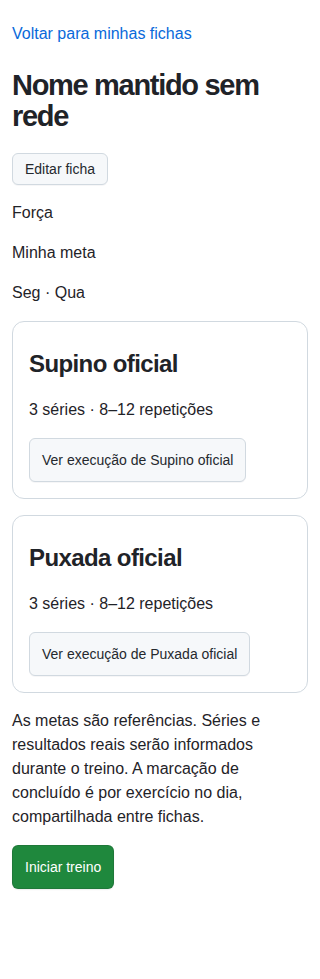 Voltar para minhas fichas
Nome mantido sem
rede
Editar ficha
Força
Minha meta
Seg · Qua
Supino oficial
3 séries · 8–12 repetições
Ver execução de Supino oficial
Puxada oficial
3 séries · 8–12 repetições
Ver execução de Puxada oficial
As metas são referências. Séries e
resultados reais serão informados
durante o treino. A marcação de
concluído é por exercício no dia,
compartilhada entre fichas.
Iniciar treino